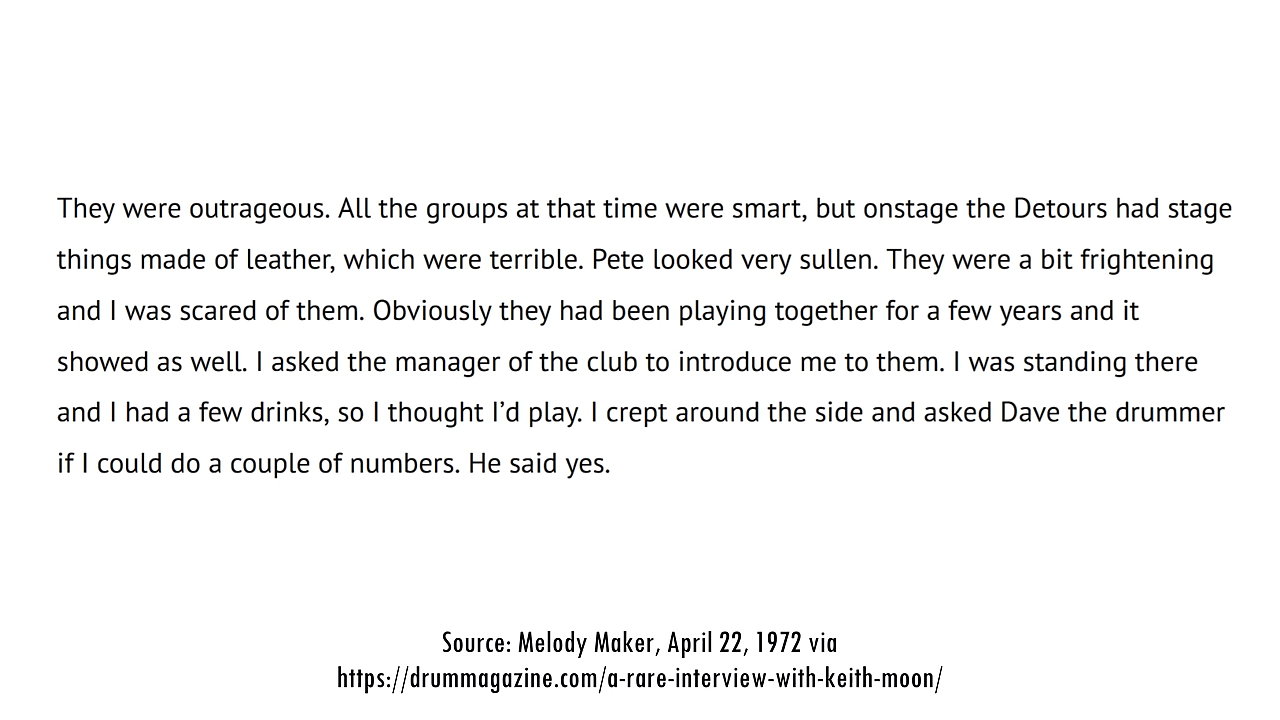 They were outrageous. All the groups at that time were smart, but onstage the Detours had stage
things made of leather, which were terrible. Pete looked very sullen. They were a bit frightening
and I was scared of them. Obviously they had been playing together for a few years and it
showed as well. I asked the manager of the club to introduce me to them. I was standing there
and I had a few drinks, so I thought I’d play. I crept around the side and asked Dave the drummer
if I could do a couple of numbers. He said yes.
Source: Melody Maker, April 22, 1972 via
https://drummagazine.com/a-rare-interview-with-keith-moon/